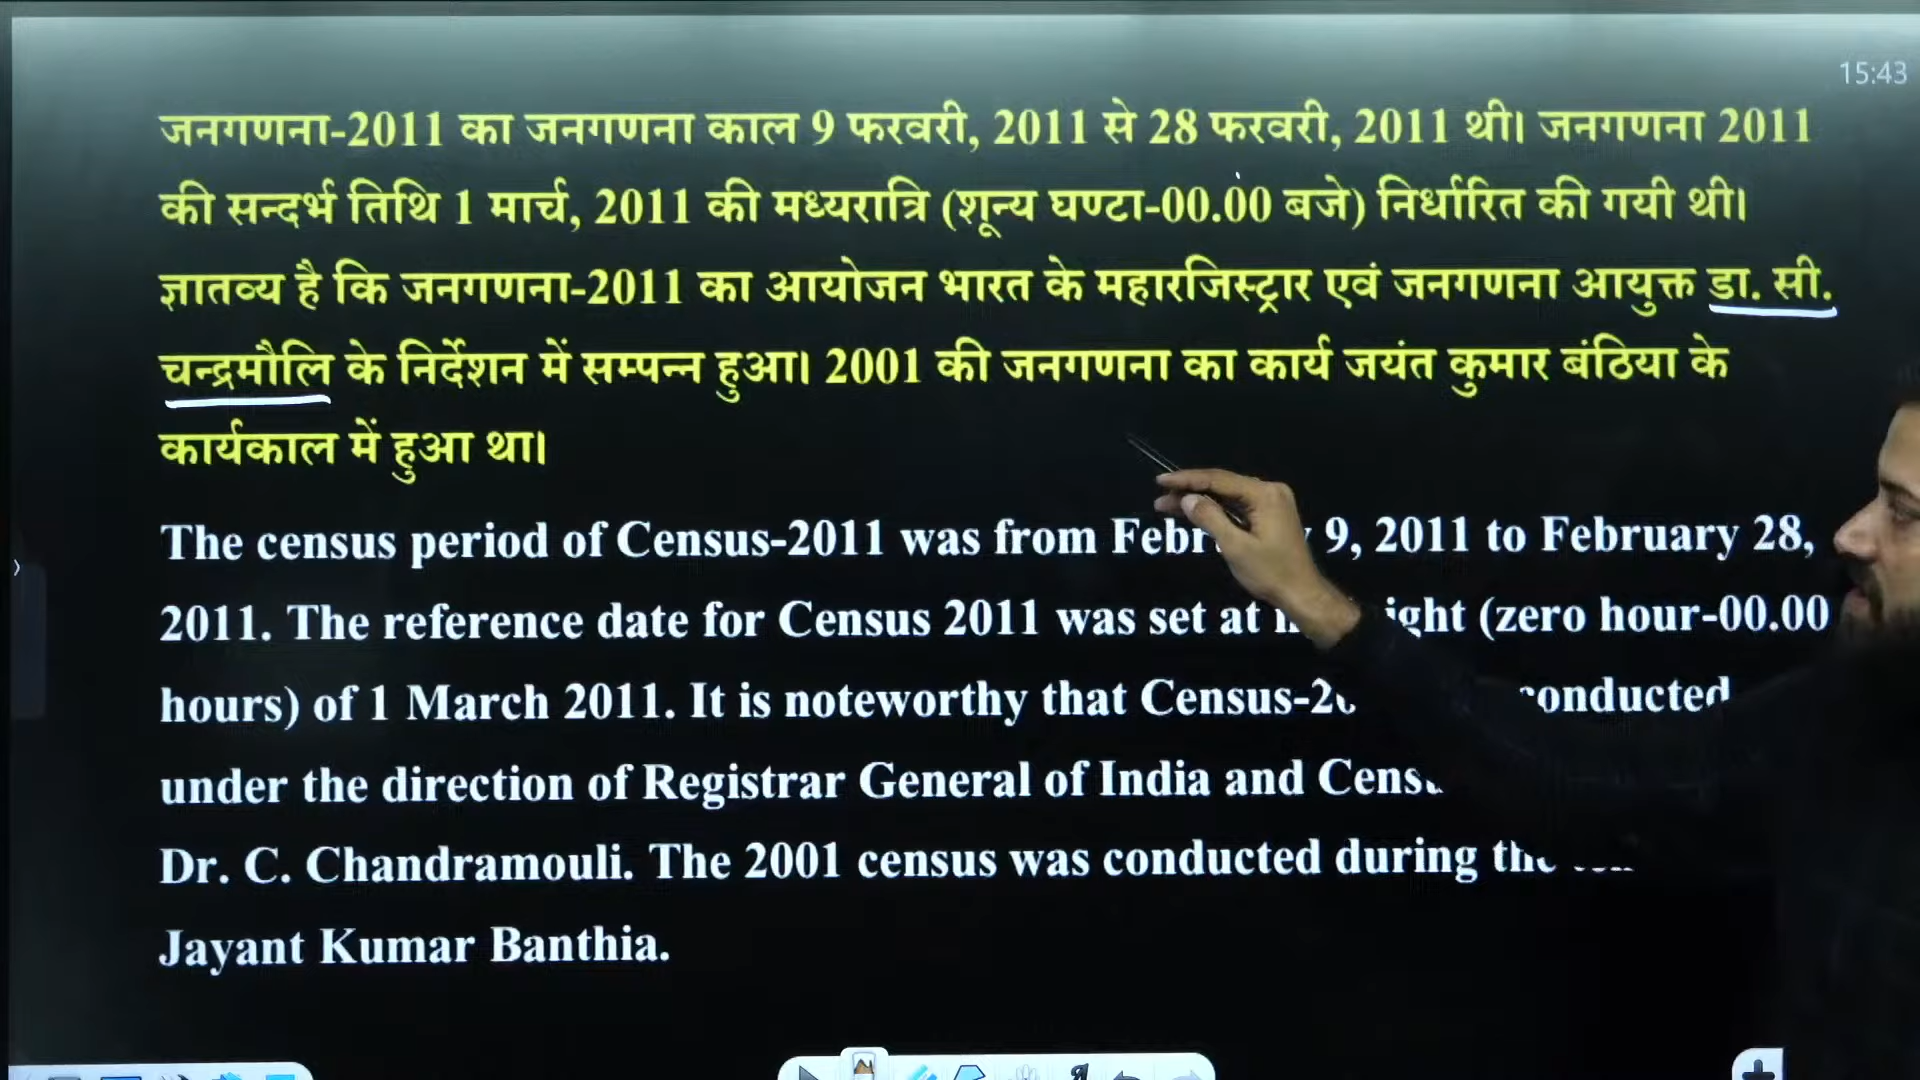 15:43
जनगणना-2011 का जनगणना काल 9 फरवरी, 2011 से 28 फरवरी, 2011 थी। जनगणना 2011
की सन्दर्भ तिथि 1 मार्च, 2011 की मध्यरात्रि (शून्य घण्टा-00.00 बजे) निर्धारित की गयी थी।
ज्ञातव्य है कि जनगणना-2011 का आयोजन भारत के महारजिस्ट्रार एवं जनगणना आयुक्त डा. सी.
चन्द्रमौलि के निर्देशन में सम्पन्न हुआ। 2001 की जनगणना का कार्य जयंत कुमार बंठिया के
कार्यकाल में हुआ था।
The census period of Census-2011 was from 9, 2011 to February 28,
2011. The reference date for Census 2011 was set at (zero hour-00.00
hours) of 1 March 2011. It is noteworthy that conducted
under the direction of Registrar General of India and
Dr. C. Chandramouli. The 2001 census was conducted during
Jayant Kumar Banthia.